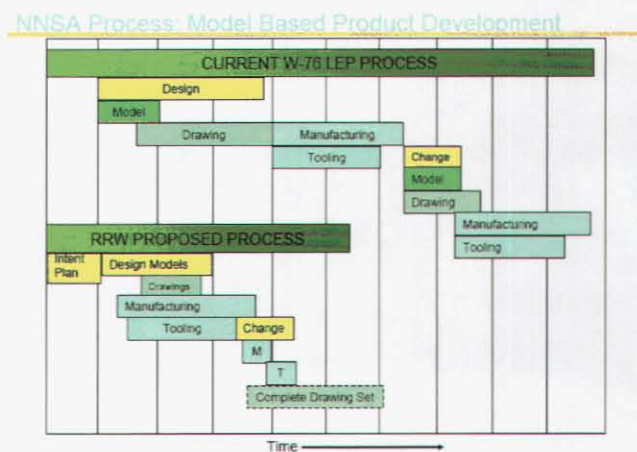 NNSA Process: Model Based Product Development
CURRENT W-76 LEP PROCESS
Design
Model
Drawing
Manufacturing
Tooling
Change
Model
Drawing
Manufacturing
Tooling
RRW PROPOSED PROCESS
Intent
Plan
Design Models
Drawings
Manufacturing
Tooling
Change
M
T
Complete Drawing Set
Time